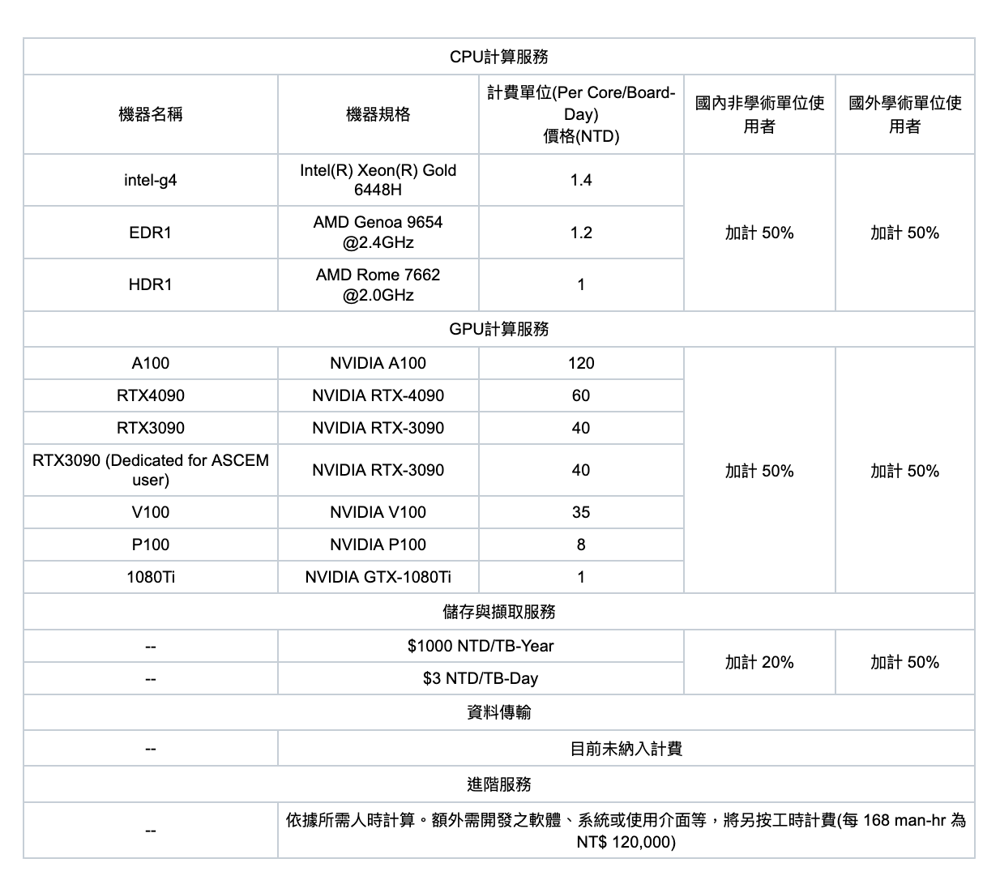 CPU計算服務
機器名稱
機器規格
計費單位(Per Core/Board-
Day)
價格(NTD)
國內非學術單位使
用者
國外學術單位使
用者
intel-g4
Intel(R) Xeon(R) Gold
6448H
1.4
加計 50%
加計 50%
EDR1
AMD Genoa 9654
@2.4GHz
1.2
HDR1
AMD Rome 7662
@2.0GHz
1
GPU計算服務
A100
NVIDIA A100
120
加計 50%
加計 50%
RTX4090
NVIDIA RTX-4090
60
RTX3090
NVIDIA RTX-3090
40
RTX3090 (Dedicated for ASCEM
user)
NVIDIA RTX-3090
40
V100
NVIDIA V100
35
P100
NVIDIA P100
8
1080Ti
NVIDIA GTX-1080Ti
1
儲存與擷取服務
--
$1000 NTD/TB-Year
加計 20%
加計 50%
--
$3 NTD/TB-Day
資料傳輸
--
目前未納入計費
進階服務
--
依據所需人時計算。額外需開發之軟體、系統或使用介面等，將另按工時計費(每 168 man-hr 為
NT$ 120,000)